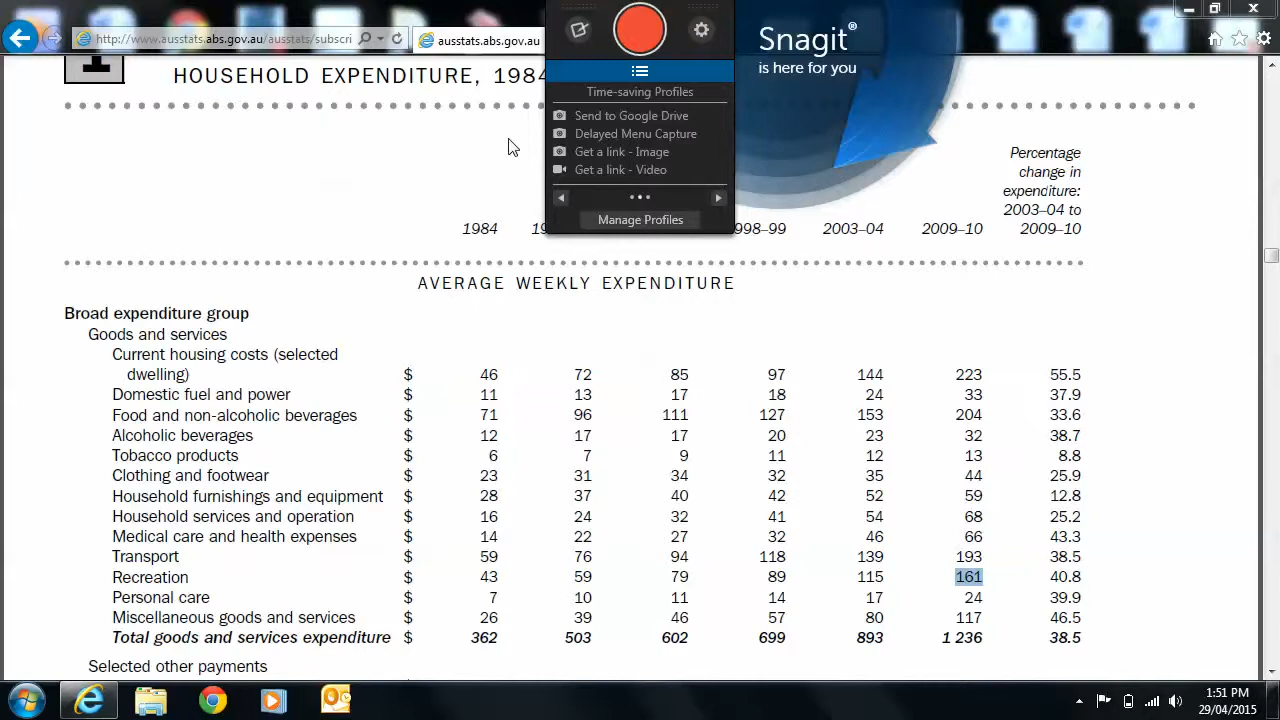 http://www.ausstats.abs.gov.au/ausstats/subscri
ausstats.abs.gov.au
Snagit®
is here for you
1
HOUSEHOLD EXPENDITURE, 1984
Time-saving Profiles
Send to Google Drive
Delayed Menu Capture
Get a link - Image
Get a link - Video
Manage Profiles
Percentage
change in
expenditure:
2003–04 to
1984 998–99 2003–04 2009–10 2009–10
AVERAGE WEEKLY EXPENDITURE
Broad expenditure group
Goods and services
Current housing costs (selected
dwelling) $ 46 72 85 97 144 223 55.5
Domestic fuel and power $ 11 13 17 18 24 33 37.9
Food and non-alcoholic beverages $ 71 96 111 127 153 204 33.6
Alcoholic beverages $ 12 17 17 20 23 32 38.7
Tobacco products $ 6 7 9 11 12 13 8.8
Clothing and footwear $ 23 31 34 32 35 44 25.9
Household furnishings and equipment $ 28 37 40 42 52 59 12.8
Household services and operation $ 16 24 32 41 54 68 25.2
Medical care and health expenses $ 14 22 27 32 46 66 43.3
Transport $ 59 76 94 118 139 193 38.5
Recreation $ 43 59 79 89 115 161 40.8
Personal care $ 7 10 11 14 17 24 39.9
Miscellaneous goods and services $ 26 39 46 57 80 117 46.5
Total goods and services expenditure $ 362 503 602 699 893 1 236 38.5
Selected other payments
1:51 PM
29/04/2015